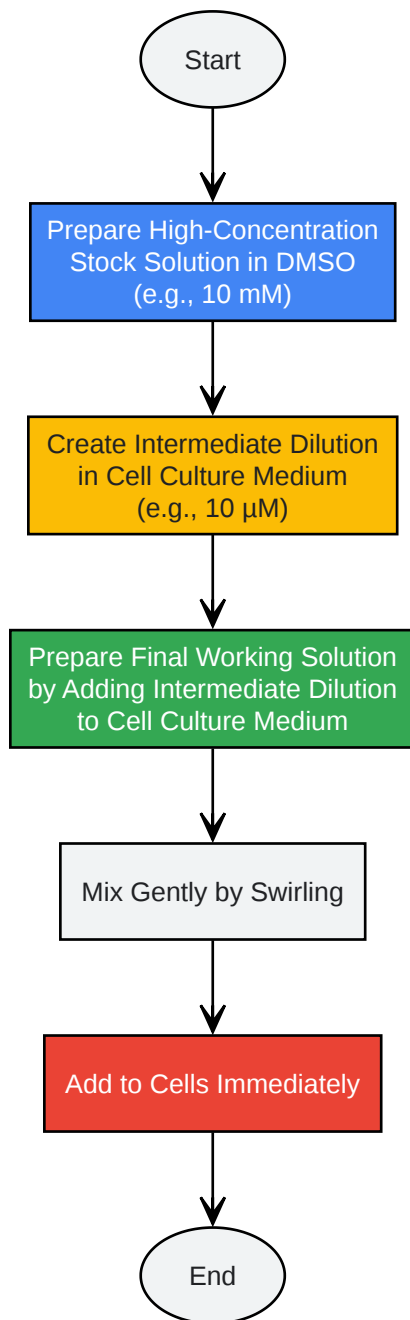 Start
Prepare High-Concentration
Stock Solution in DMSO
(e.g., 10 mM)
Create Intermediate Dilution
in Cell Culture Medium
(e.g., 10 µM)
Prepare Final Working Solution
by Adding Intermediate Dilution
to Cell Culture Medium
Mix Gently by Swirling
Add to Cells Immediately
End